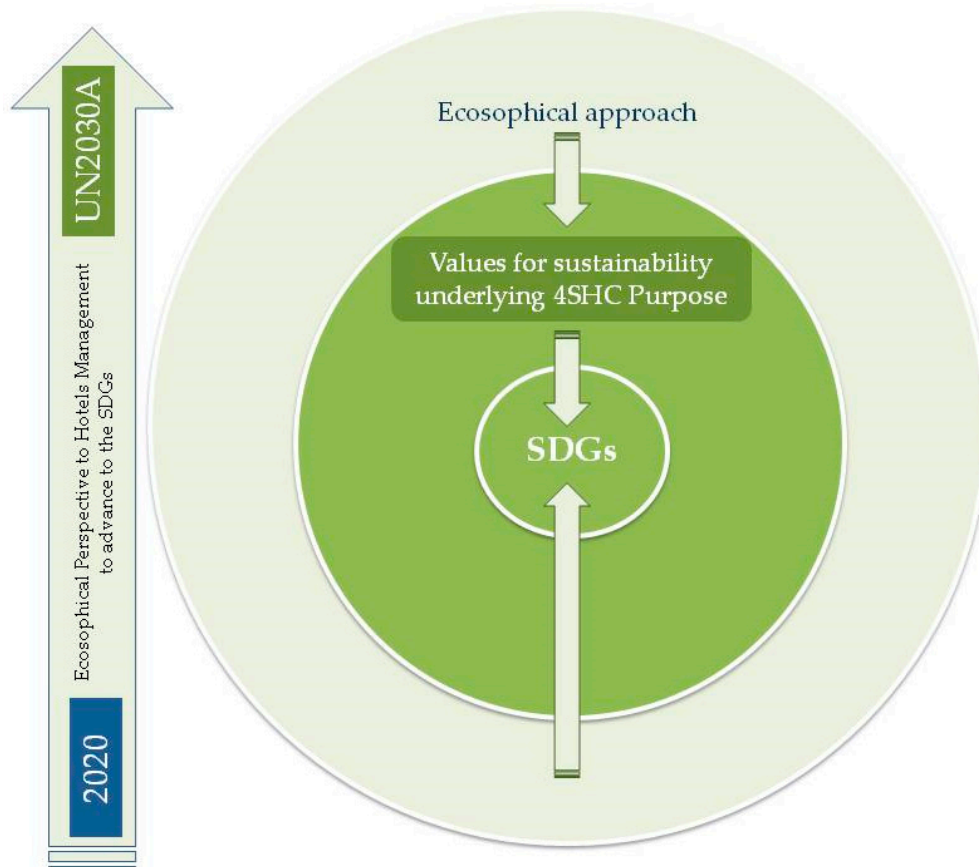 UN2030A
Ecosophical Perspective to Hotels Management
to advance to the SDGs
2020
Ecosophical approach
Values for sustainability
underlying 4SHC Purpose
SDGs